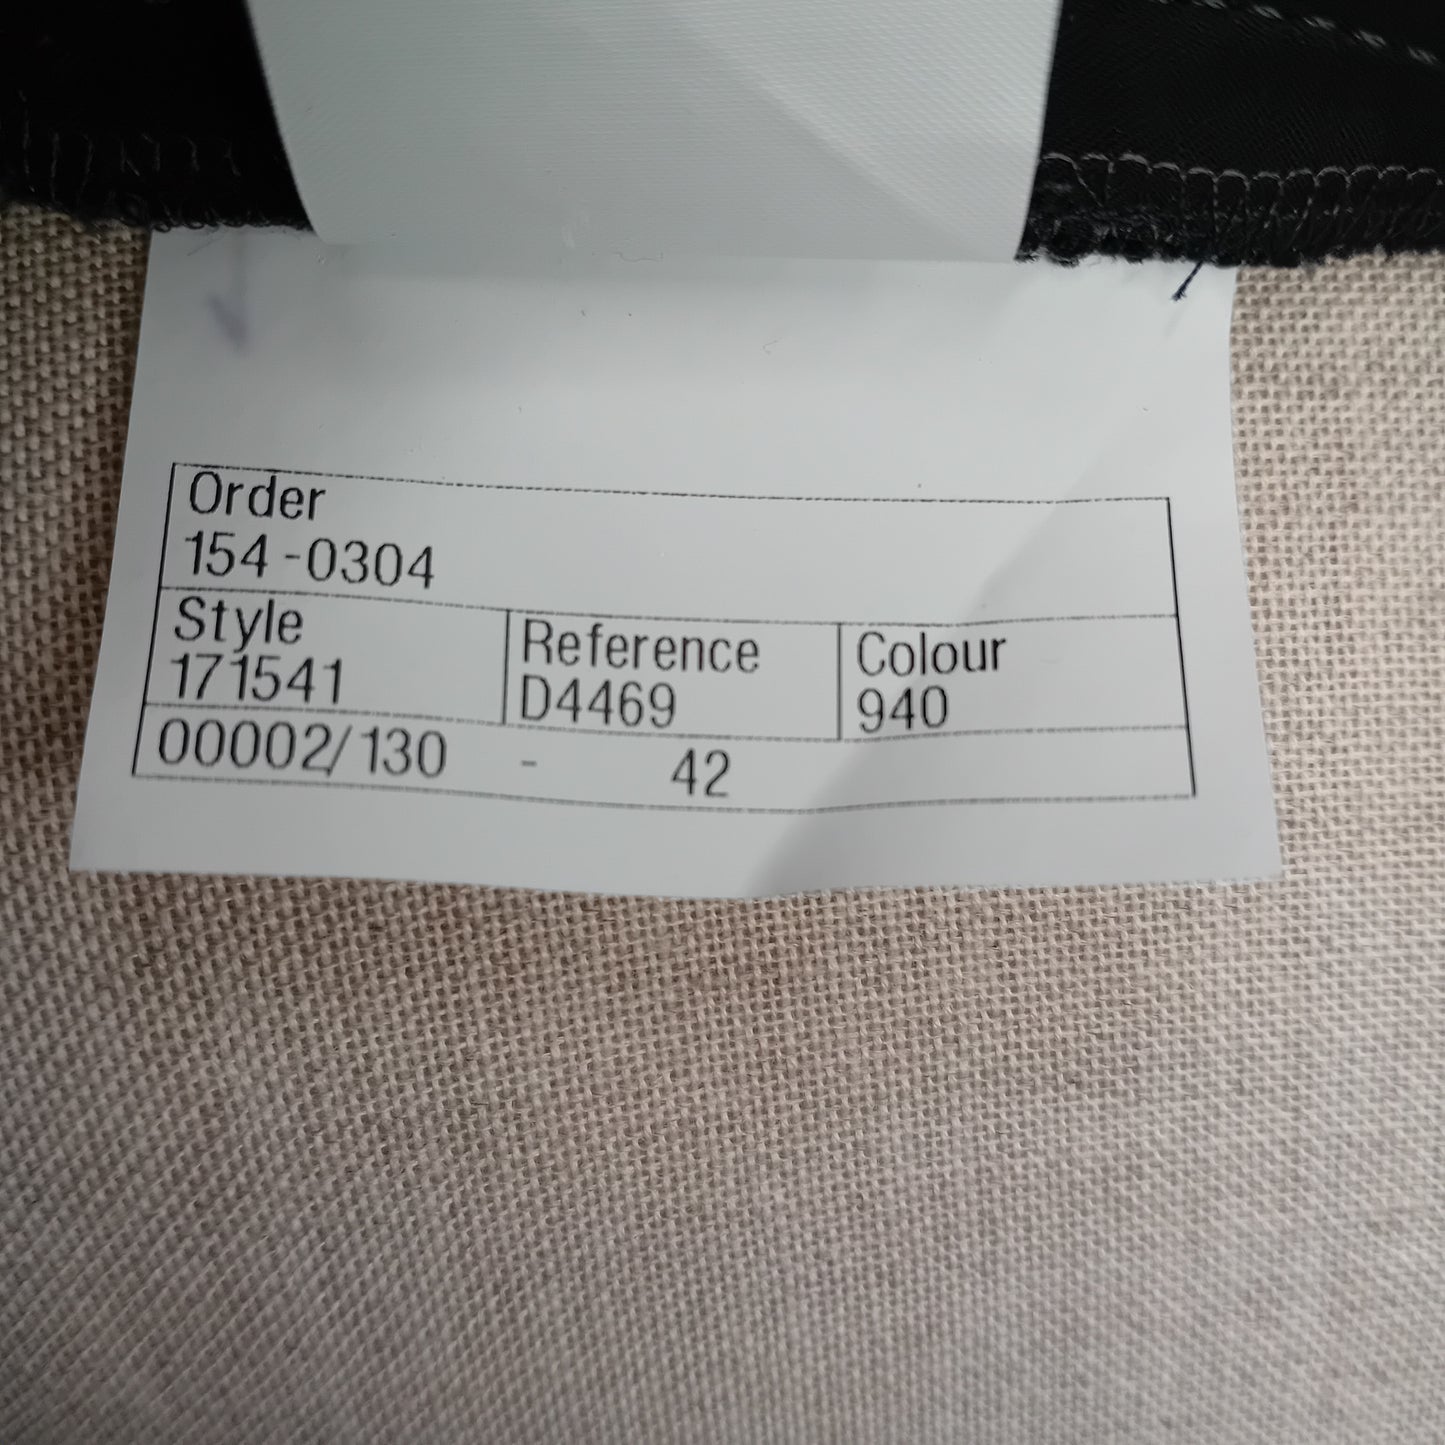 Order
154-0304
Style Reference Colour
171541 D4469 940
00002/130 - 42